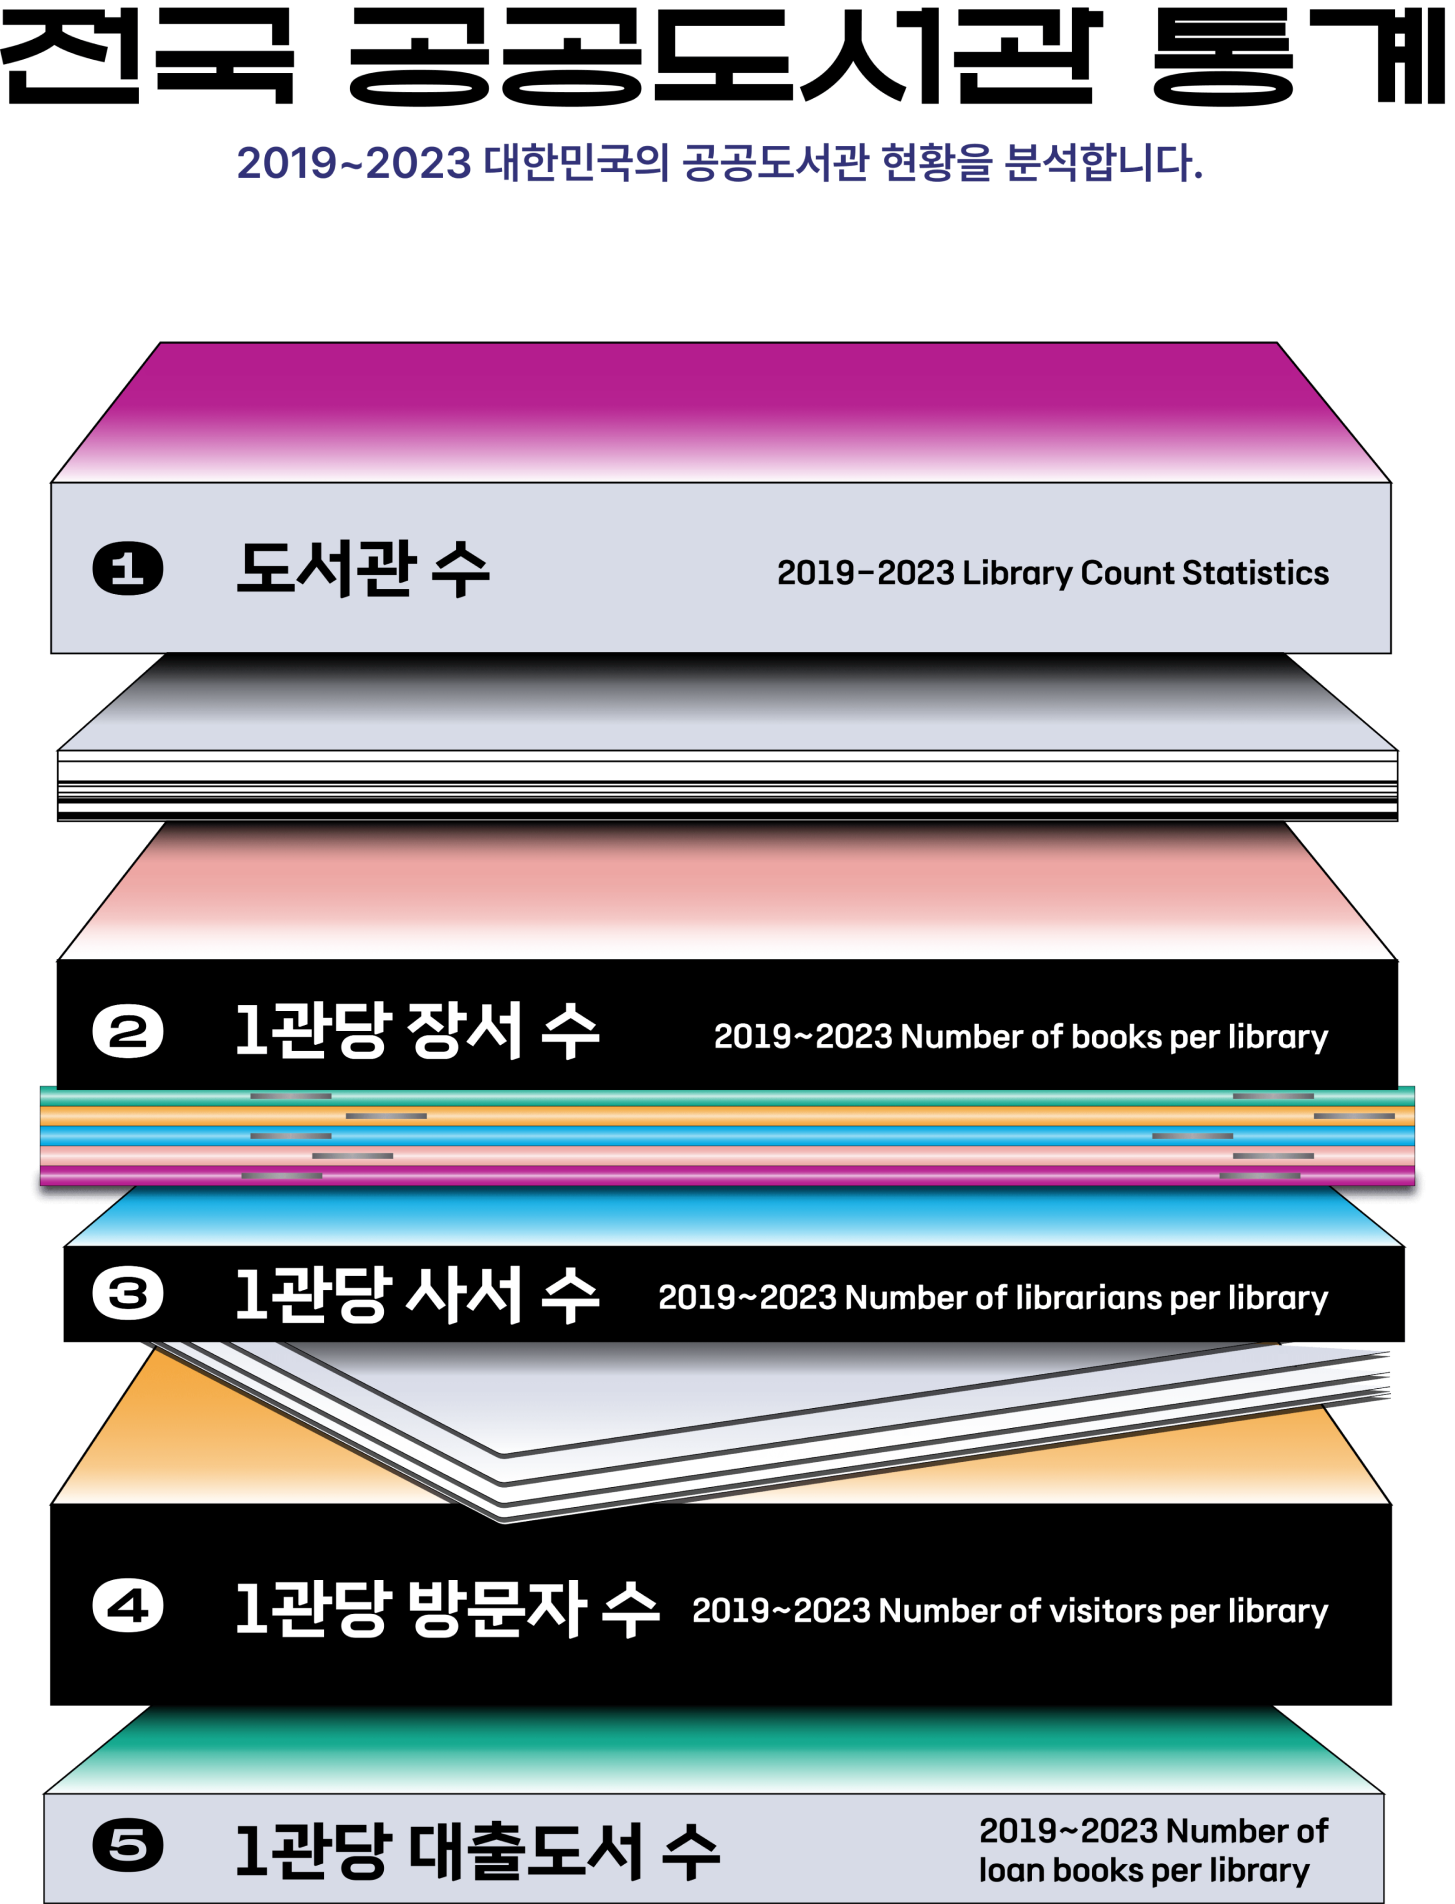 전국 공공도서관 통계
2019~2023 대한민국의 공공도서관 현황을 분석합니다.
1 도서관 수 2019-2023 Library Count Statistics
2 1관당 장서 수 2019~2023 Number of books per library
3 1관당 사서 수 2019~2023 Number of librarians per library
4 1관당 방문자 수 2019~2023 Number of visitors per library
5 1관당 대출도서 수 2019~2023 Number of
loan books per library